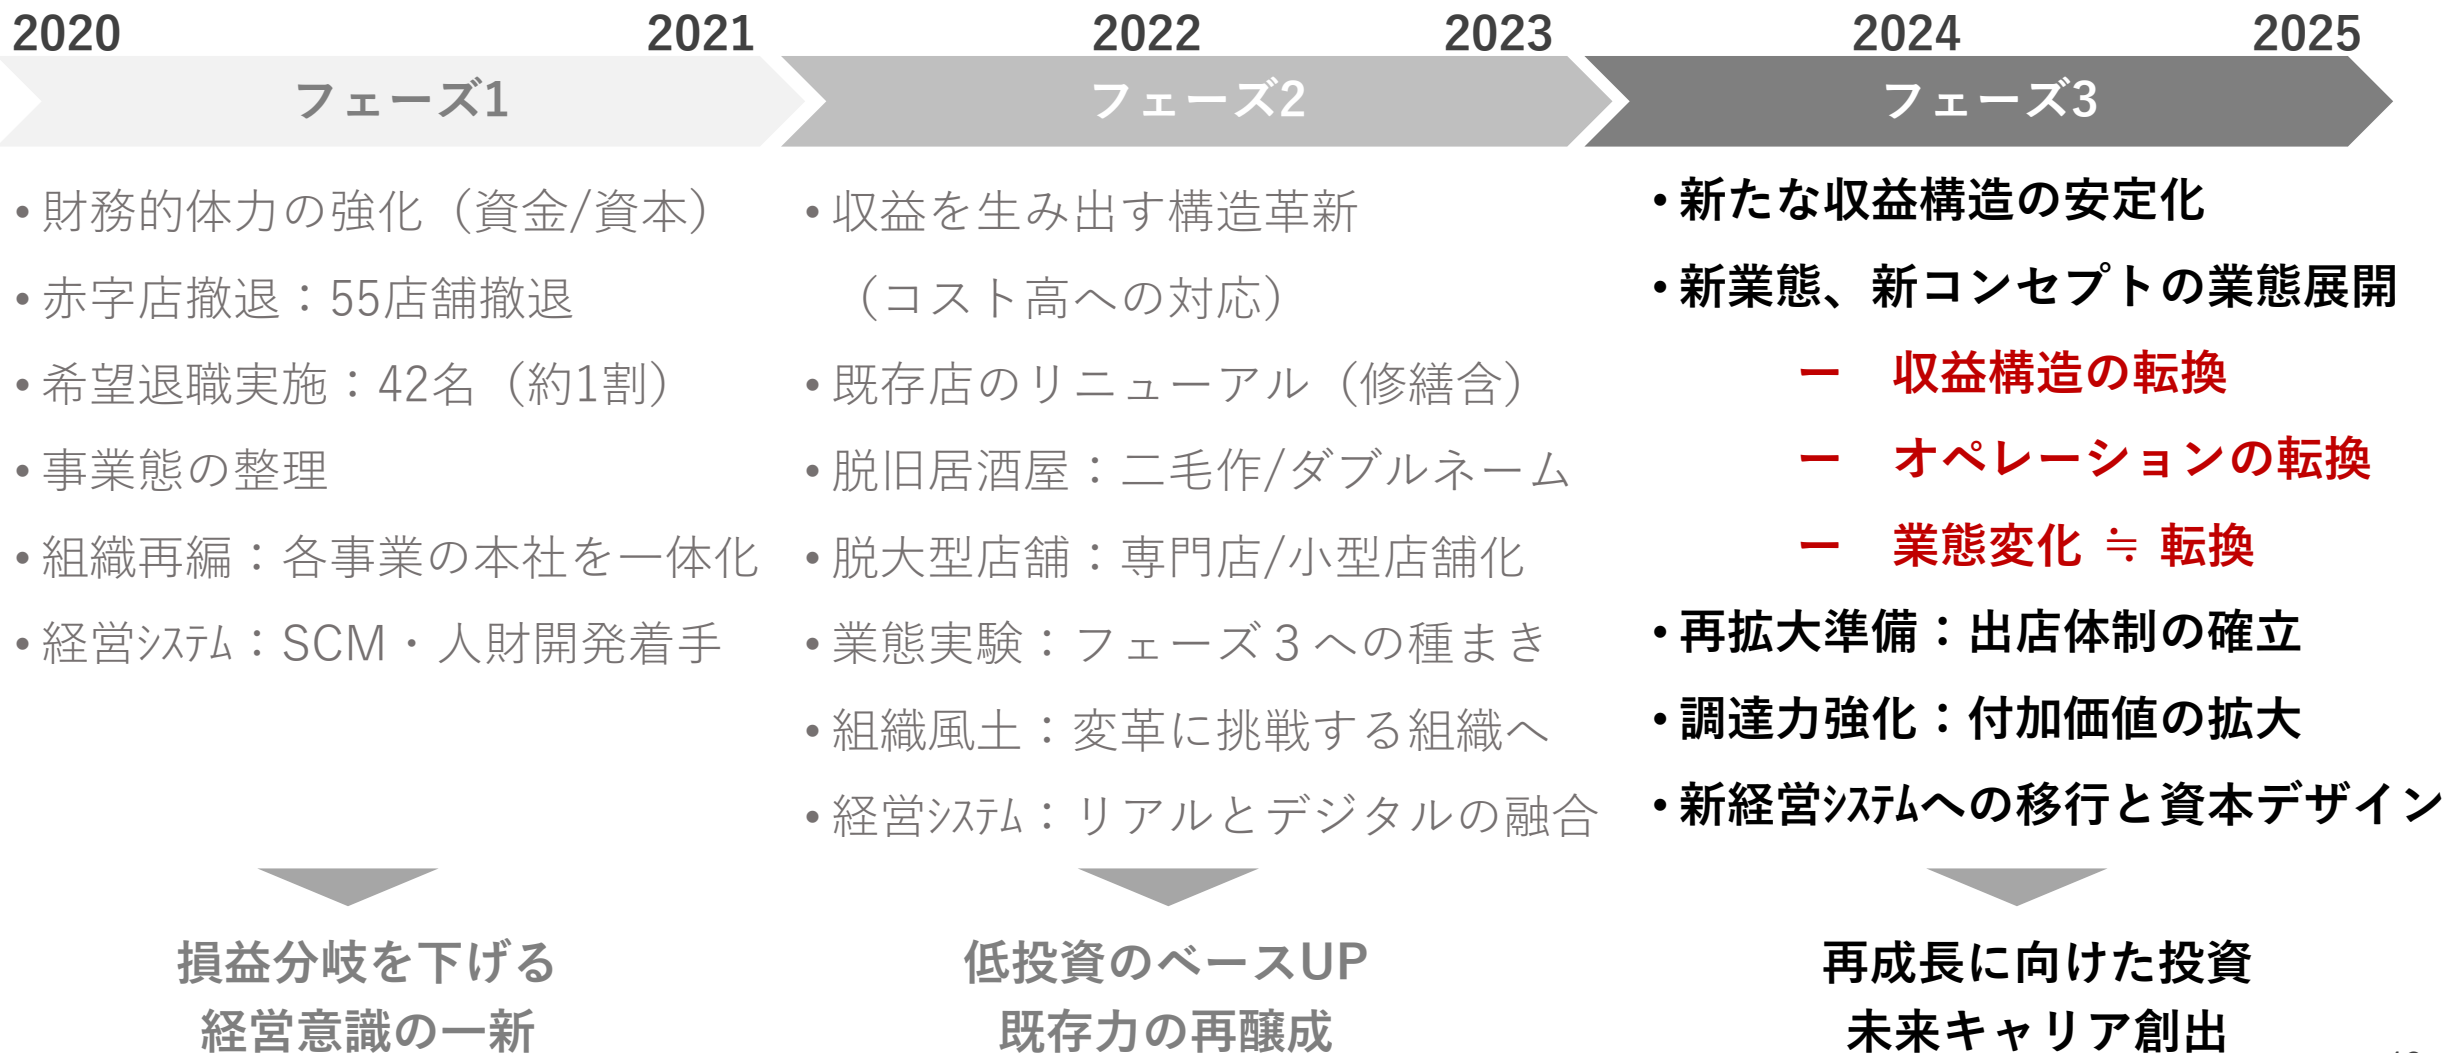 2020 2021 2022 2023 2024 2025
フェーズ1
フェーズ2
フェーズ3
• 財務的体力の強化（資金/資本）
• 赤字店撤退：55店舗撤退
• 希望退職実施：42名（約1割）
• 事業態の整理
• 組織再編：各事業の本社を一体化
• 経営ｼｽﾃﾑ：SCM・人財開発着手
損益分岐を下げる
経営意識の一新
• 収益を生み出す構造革新
（コスト高への対応）
• 既存店のリニューアル（修繕含）
• 脱旧居酒屋：二毛作/ダブルネーム
• 脱大型店舗：専門店/小型店舗化
• 業態実験：フェーズ３への種まき
• 組織風土：変革に挑戦する組織へ
• 経営ｼｽﾃﾑ：リアルとデジタルの融合
低投資のベースUP
既存力の再醸成
• 新たな収益構造の安定化
• 新業態、新コンセプトの業態展開
ー　収益構造の転換
ー　オペレーションの転換
ー　業態変化 ≒ 転換
• 再拡大準備：出店体制の確立
• 調達力強化：付加価値の拡大
• 新経営ｼｽﾃﾑへの移行と資本デザイン
再成長に向けた投資
未来キャリア創出